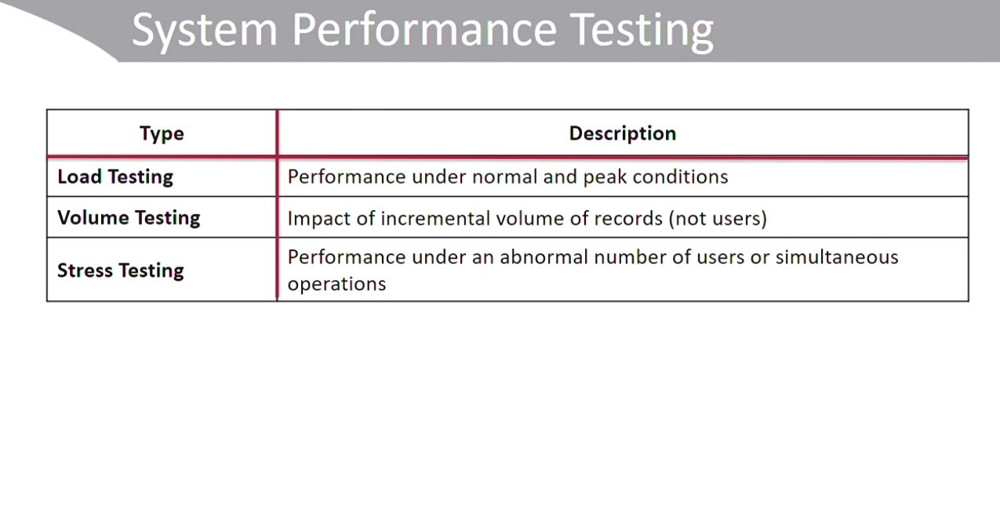 System Performance Testing
Type
Description
Load Testing
Performance under normal and peak conditions
Volume Testing
Impact of incremental volume of records (not users)
Stress Testing
Performance under an abnormal number of users or simultaneous
operations